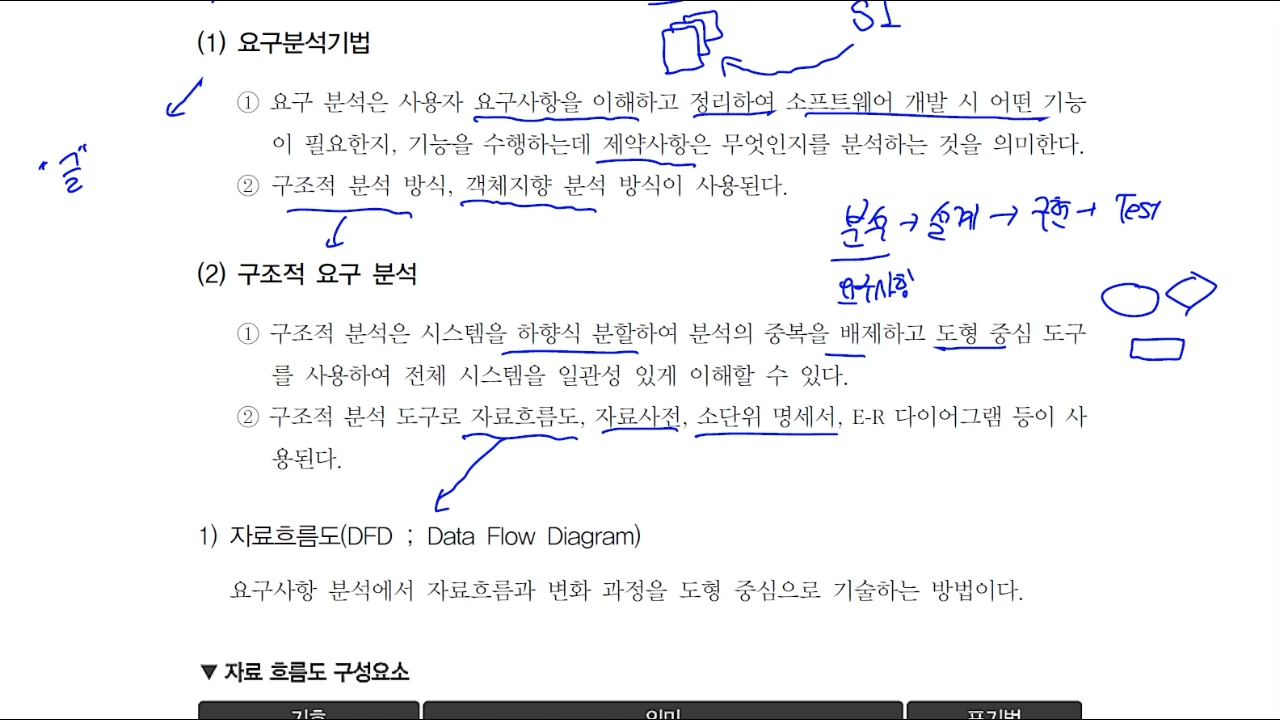 SI
(1) 요구분석기법
① 요구 분석은 사용자 요구사항을 이해하고 정리하여 소프트웨어 개발 시 어떤 기능
이 필요한지, 기능을 수행하는데 제약사항은 무엇인지를 분석하는 것을 의미한다.
② 구조적 분석 방식, 객체지향 분석 방식이 사용된다.
분석 → 설계 → 구현 → Test
요구사항
(2) 구조적 요구 분석
① 구조적 분석은 시스템을 하향식 분할하여 분석의 중복을 배제하고 도형 중심 도구
를 사용하여 전체 시스템을 일관성 있게 이해할 수 있다.
② 구조적 분석 도구로 자료흐름도, 자료사전, 소단위 명세서, E-R 다이어그램 등이 사
용된다.
1) 자료흐름도(DFD ; Data Flow Diagram)
요구사항 분석에서 자료흐름과 변화 과정을 도형 중심으로 기술하는 방법이다.
▼ 자료 흐름도 구성요소
기호 의미 표기법